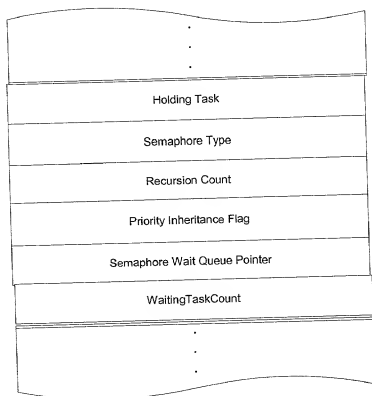 Holding Task
Semaphore Type
Recursion Count
Priority Inheritance Flag
Semaphore Wait Queue Pointer
WaitingTaskCount